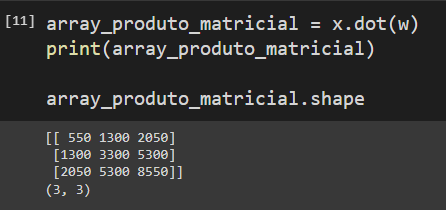 [11] array_produto_matricial = x.dot(w)
print(array_produto_matricial)
array_produto_matricial.shape
[[ 550 1300 2050]
[1300 3300 5300]
[2050 5300 8550]]
(3, 3)